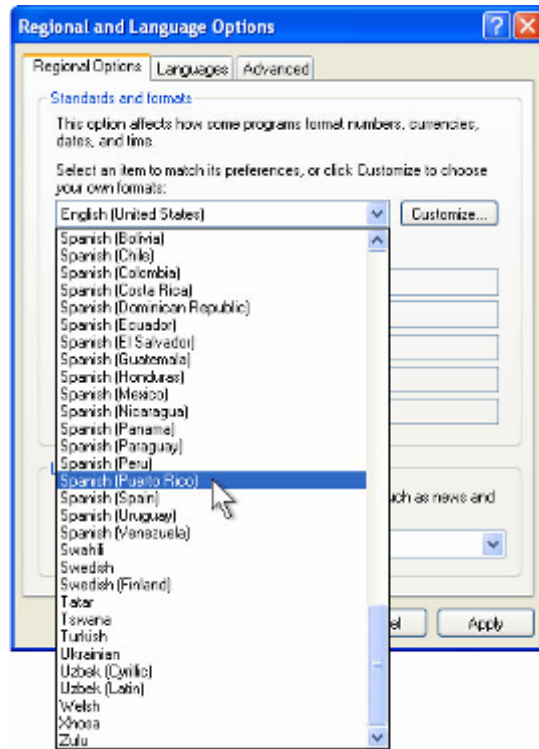 Regional and Language Options
Regional Options Languages Advanced
Standards and formats
This option affects how some programs format numbers, currencies,
dates, and time.
Select an item to match its preferences, or click Customize to choose
your own formats:
English (United States)
Customize...
Spanish (Bolivia)
Spanish (Chile)
Spanish (Colombia)
Spanish (Costa Rica)
Spanish (Dominican Republic)
Spanish (Ecuador)
Spanish (El Salvador)
Spanish (Guatemala)
Spanish (Honduras)
Spanish (Mexico)
Spanish (Nicaragua)
Spanish (Panama)
Spanish (Paraguay)
Spanish (Peru)
Spanish (Puerto Rico)
Spanish (Spain)
uch as news and
Spanish (Uruguay)
Spanish (Venezuela)
Swahili
Swedish
Swedish (Finland)
Tatar
Tswana
el Apply
Turkish
Ukrainian
Uzbek (Cyrillic)
Uzbek (Latin)
Welsh
Xhosa
Zulu